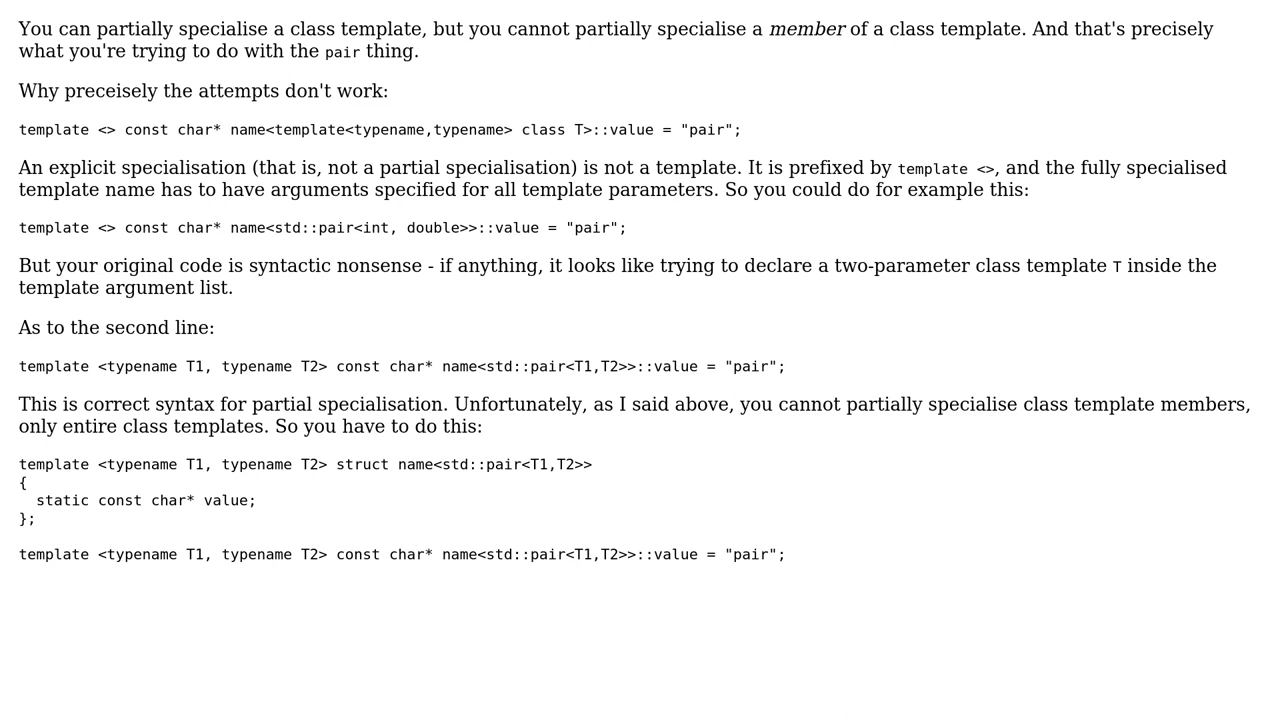 You can partially specialise a class template, but you cannot partially specialise a member of a class template. And that's precisely
what you're trying to do with the pair thing.
Why preceisely the attempts don't work:
template <> const char* name<template<typename,typename> class T>::value = "pair";
An explicit specialisation (that is, not a partial specialisation) is not a template. It is prefixed by template <>, and the fully specialised
template name has to have arguments specified for all template parameters. So you could do for example this:
template <> const char* name<std::pair<int, double>>::value = "pair";
But your original code is syntactic nonsense - if anything, it looks like trying to declare a two-parameter class template T inside the
template argument list.
As to the second line:
template <typename T1, typename T2> const char* name<std::pair<T1,T2>>::value = "pair";
This is correct syntax for partial specialisation. Unfortunately, as I said above, you cannot partially specialise class template members,
only entire class templates. So you have to do this:
template <typename T1, typename T2> struct name<std::pair<T1,T2>>
{
  static const char* value;
};
template <typename T1, typename T2> const char* name<std::pair<T1,T2>>::value = "pair";